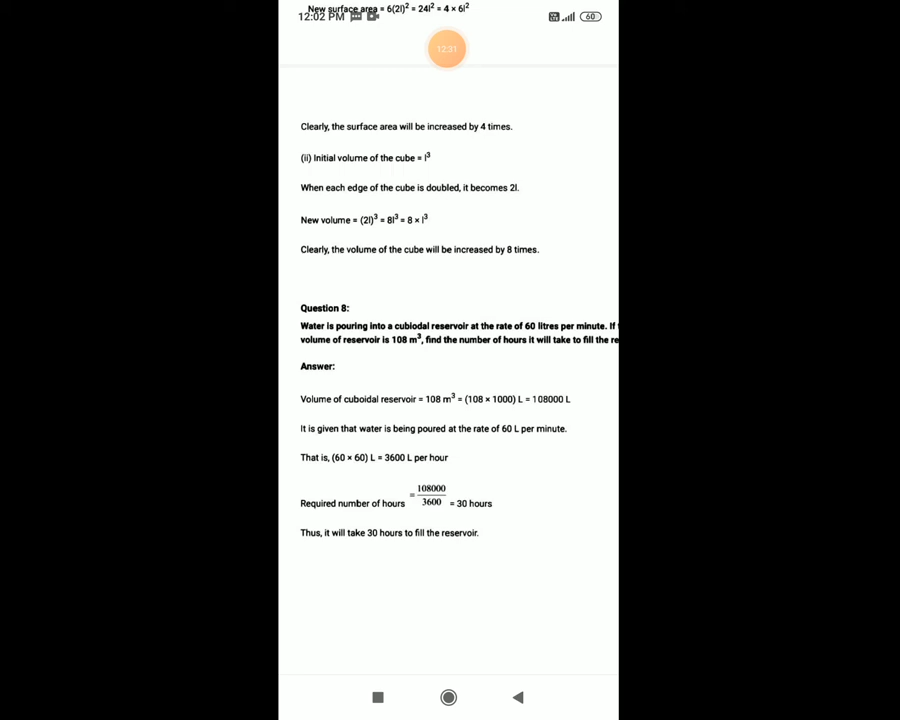 New surface area = 6(2l)² = 24l² = 4 × 6l²
12:02 PM
60
12:31
Clearly, the surface area will be increased by 4 times.
(ii) Initial volume of the cube = l³
When each edge of the cube is doubled, it becomes 2l.
New volume = (2l)³ = 8l³ = 8 × l³
Clearly, the volume of the cube will be increased by 8 times.
Question 8:
Water is pouring into a cubiodal reservoir at the rate of 60 litres per minute. If
volume of reservoir is 108 m³, find the number of hours it will take to fill the re
Answer:
Volume of cuboidal reservoir = 108 m³ = (108 × 1000) L = 108000 L
It is given that water is being poured at the rate of 60 L per minute.
That is, (60 × 60) L = 3600 L per hour
Required number of hours = 108000/3600 = 30 hours
Thus, it will take 30 hours to fill the reservoir.